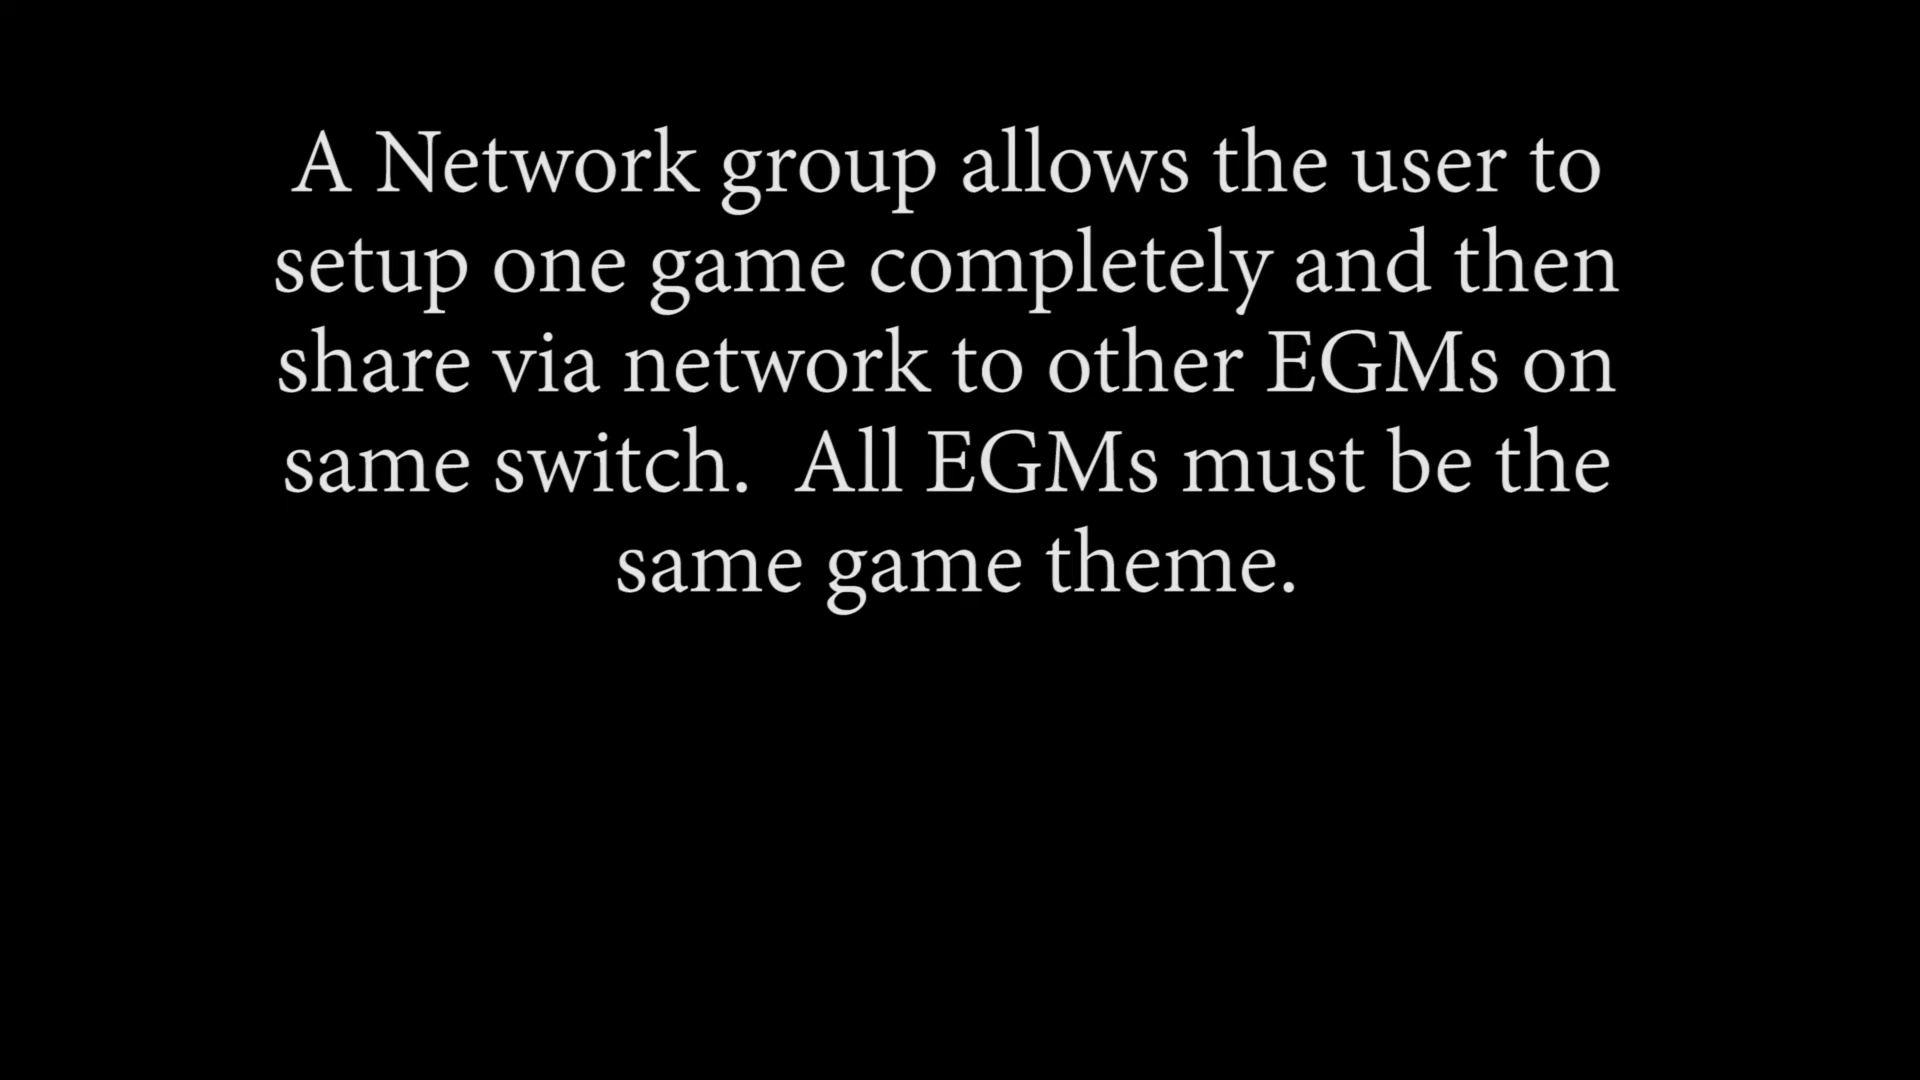 A Network group allows the user to
setup one game completely and then
share via network to other EGMs on
same switch.  All EGMs must be the
same game theme.